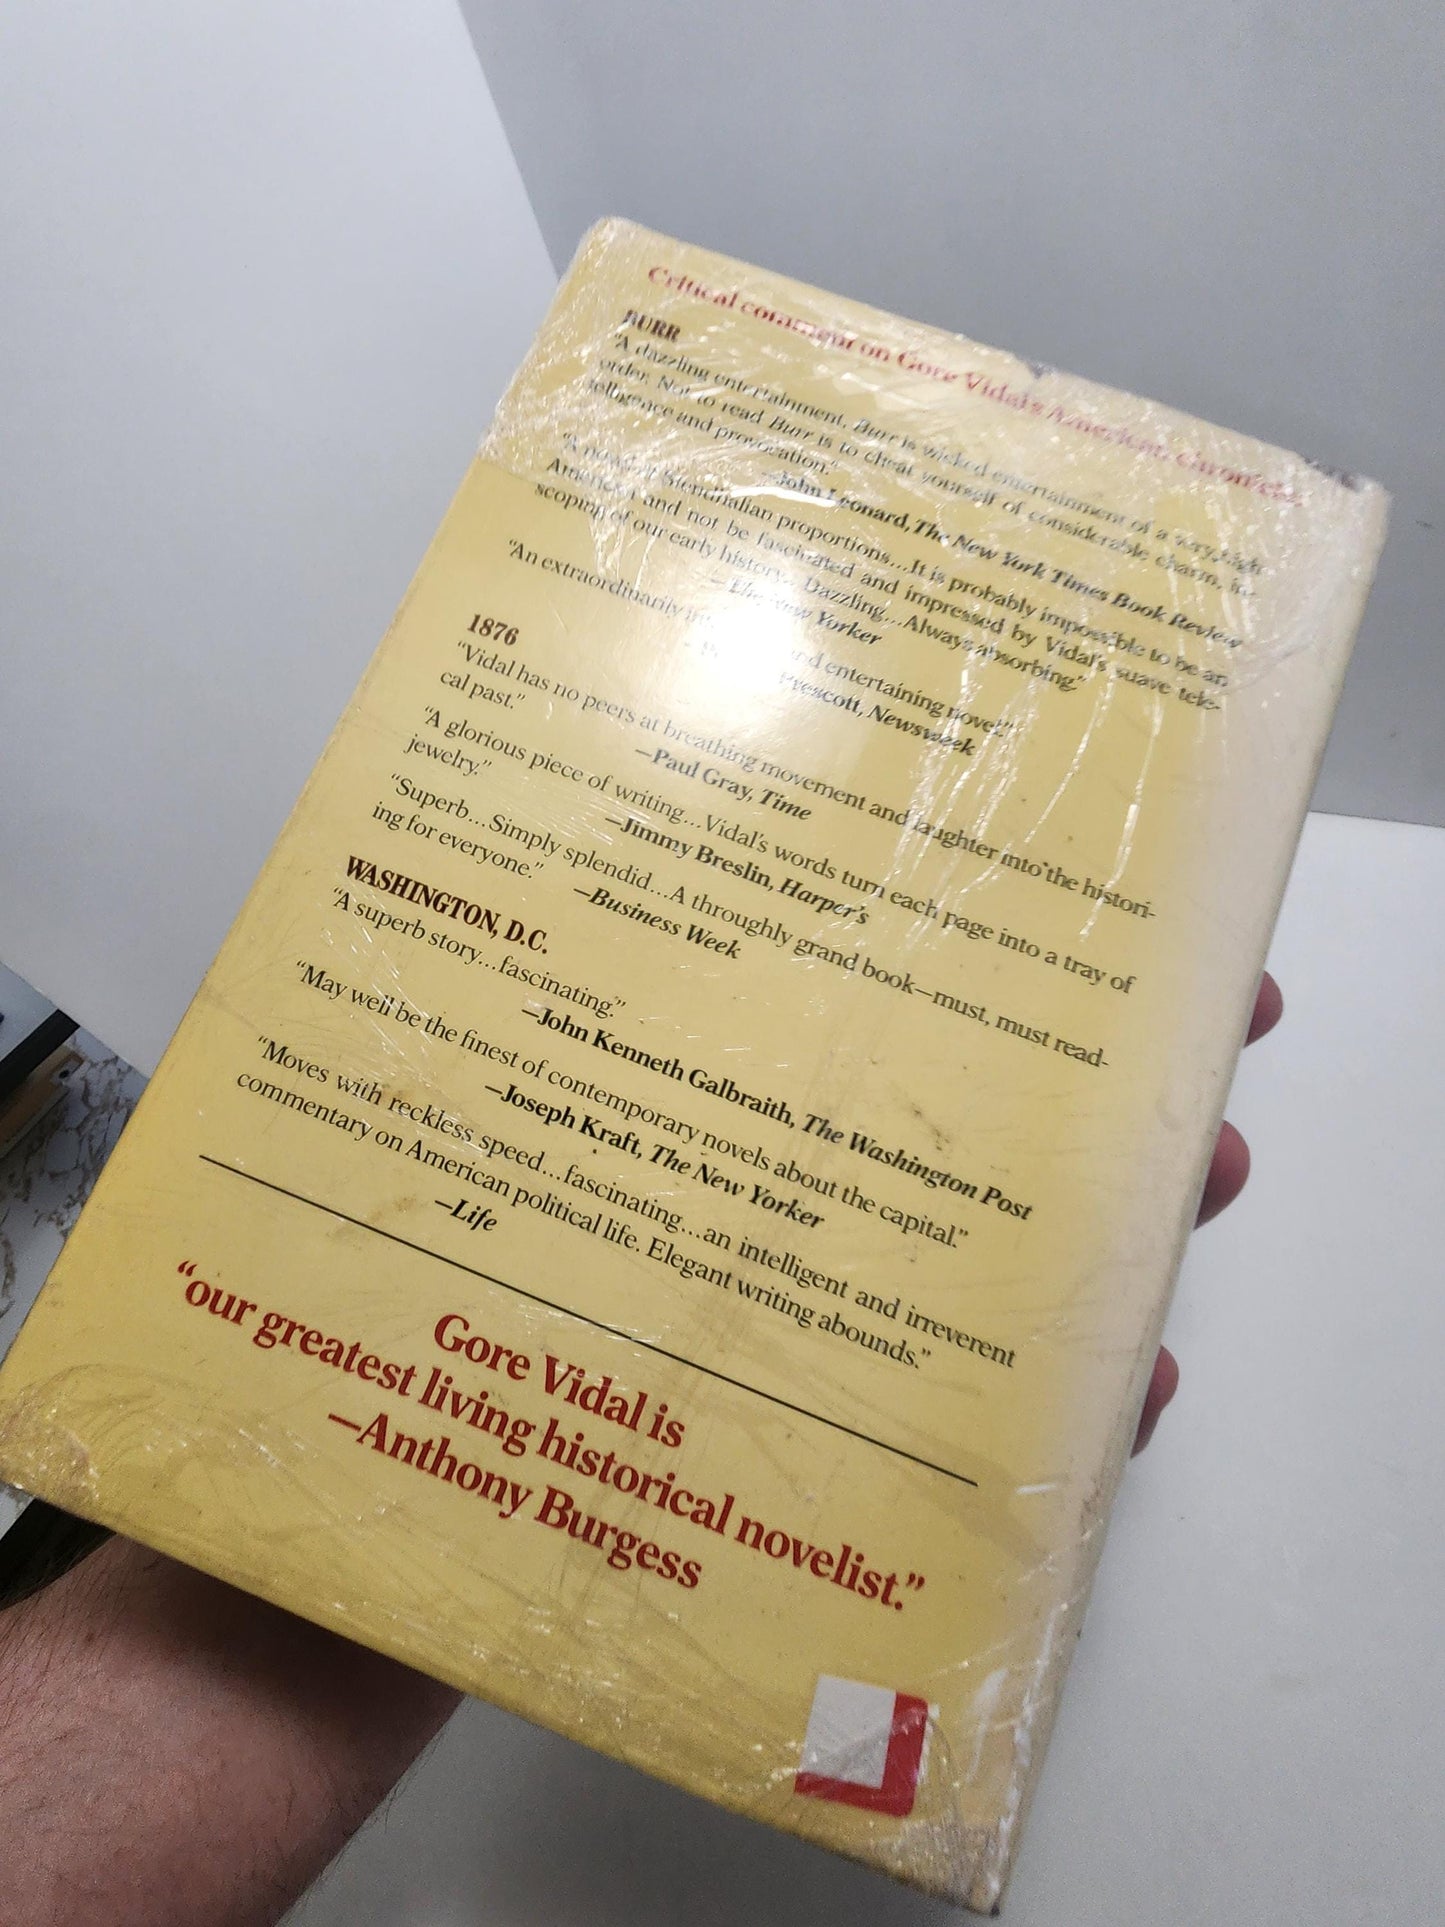 Critical comment on Gore Vidal's American chronicle
BURR
“A dazzling entertainment. Burr is wicked entertainment of a very high
order. Not to read Burr is to cheat yourself of considerable charm, in-
telligence and provocation.”
—John Leonard, The New York Times Book Review
“A novel of Stendhalian proportions...It is probably impossible to be an
American and not be fascinated and impressed by Vidal's suave tele-
scoping of our early history... Dazzling...Always absorbing.”
—The New Yorker
“An extraordinarily and entertaining novel.”
Prescott, Newsweek
1876
“Vidal has no peers at breathing movement and laughter into the histori-
cal past.”
—Paul Gray, Time
“A glorious piece of writing...Vidal's words turn each page into a tray of
jewelry.”
—Jimmy Breslin, Harper's
“Superb...Simply splendid...A throughly grand book—must, must read-
ing for everyone.”
—Business Week
WASHINGTON, D.C.
“A superb story...fascinating.”
—John Kenneth Galbraith, The Washington Post
“May well be the finest of contemporary novels about the capital.”
—Joseph Kraft, The New Yorker
“Moves with reckless speed...fascinating...an intelligent and irreverent
commentary on American political life. Elegant writing abounds.”
—Life
Gore Vidal is
“our greatest living historical novelist.”
—Anthony Burgess